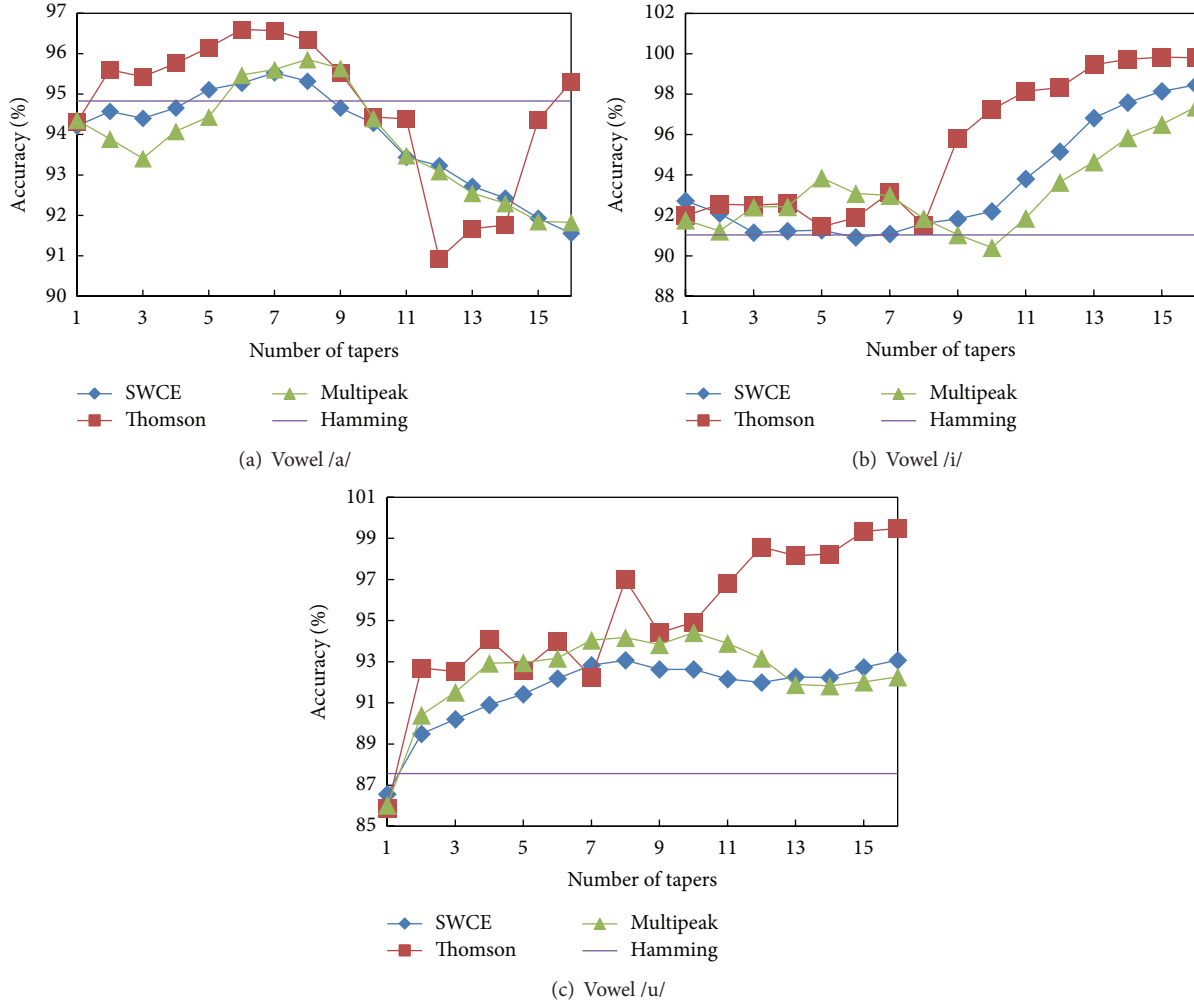 97
96
95
94
93
92
91
90
Accuracy (%)
1 3 5 7 9 11 13 15
Number of tapers
SWCE Multipeak
Thomson Hamming
(a) Vowel /a/
102
100
98
96
94
92
90
88
Accuracy (%)
1 3 5 7 9 11 13 15
Number of tapers
SWCE Multipeak
Thomson Hamming
(b) Vowel /i/
101
99
97
95
93
91
89
87
85
Accuracy (%)
1 3 5 7 9 11 13 15
Number of tapers
SWCE Multipeak
Thomson Hamming
(c) Vowel /u/